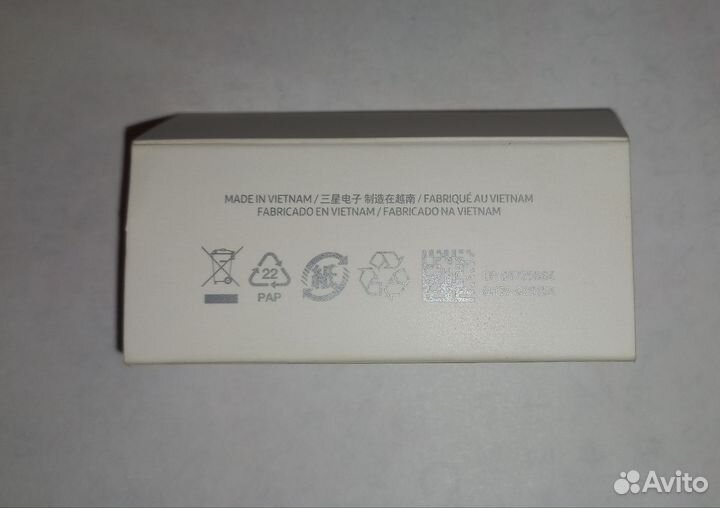 MADE IN VIETNAM / 三星电子 制造在越南 / FABRIQUÉ AU VIETNAM
FABRICADO EN VIETNAM / FABRICADO NA VIETNAM
22
PAP
紙
Avito